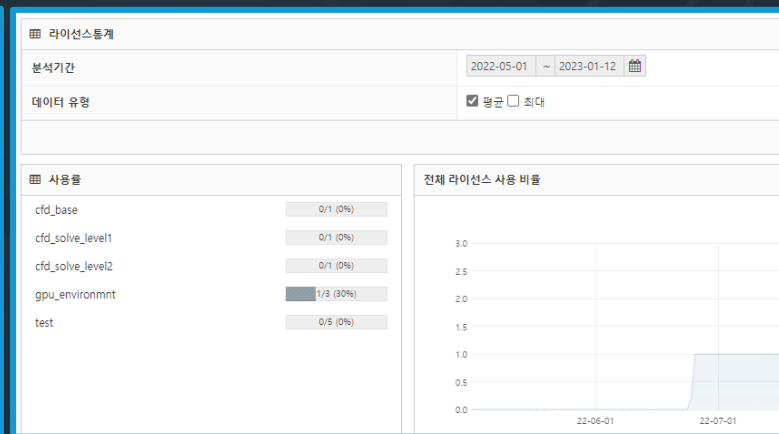 라이선스통계
분석기간 2022-05-01 ~ 2023-01-12
데이터 유형 평균 최대
사용율
cfd_base 0/1 (0%)
cfd_solve_level1 0/1 (0%)
cfd_solve_level2 0/1 (0%)
gpu_environmnt 1/3 (30%)
test 0/5 (0%)
전체 라이선스 사용 비율
3.0
2.5
2.0
1.5
1.0
0.5
0.0
22-06-01 22-07-01